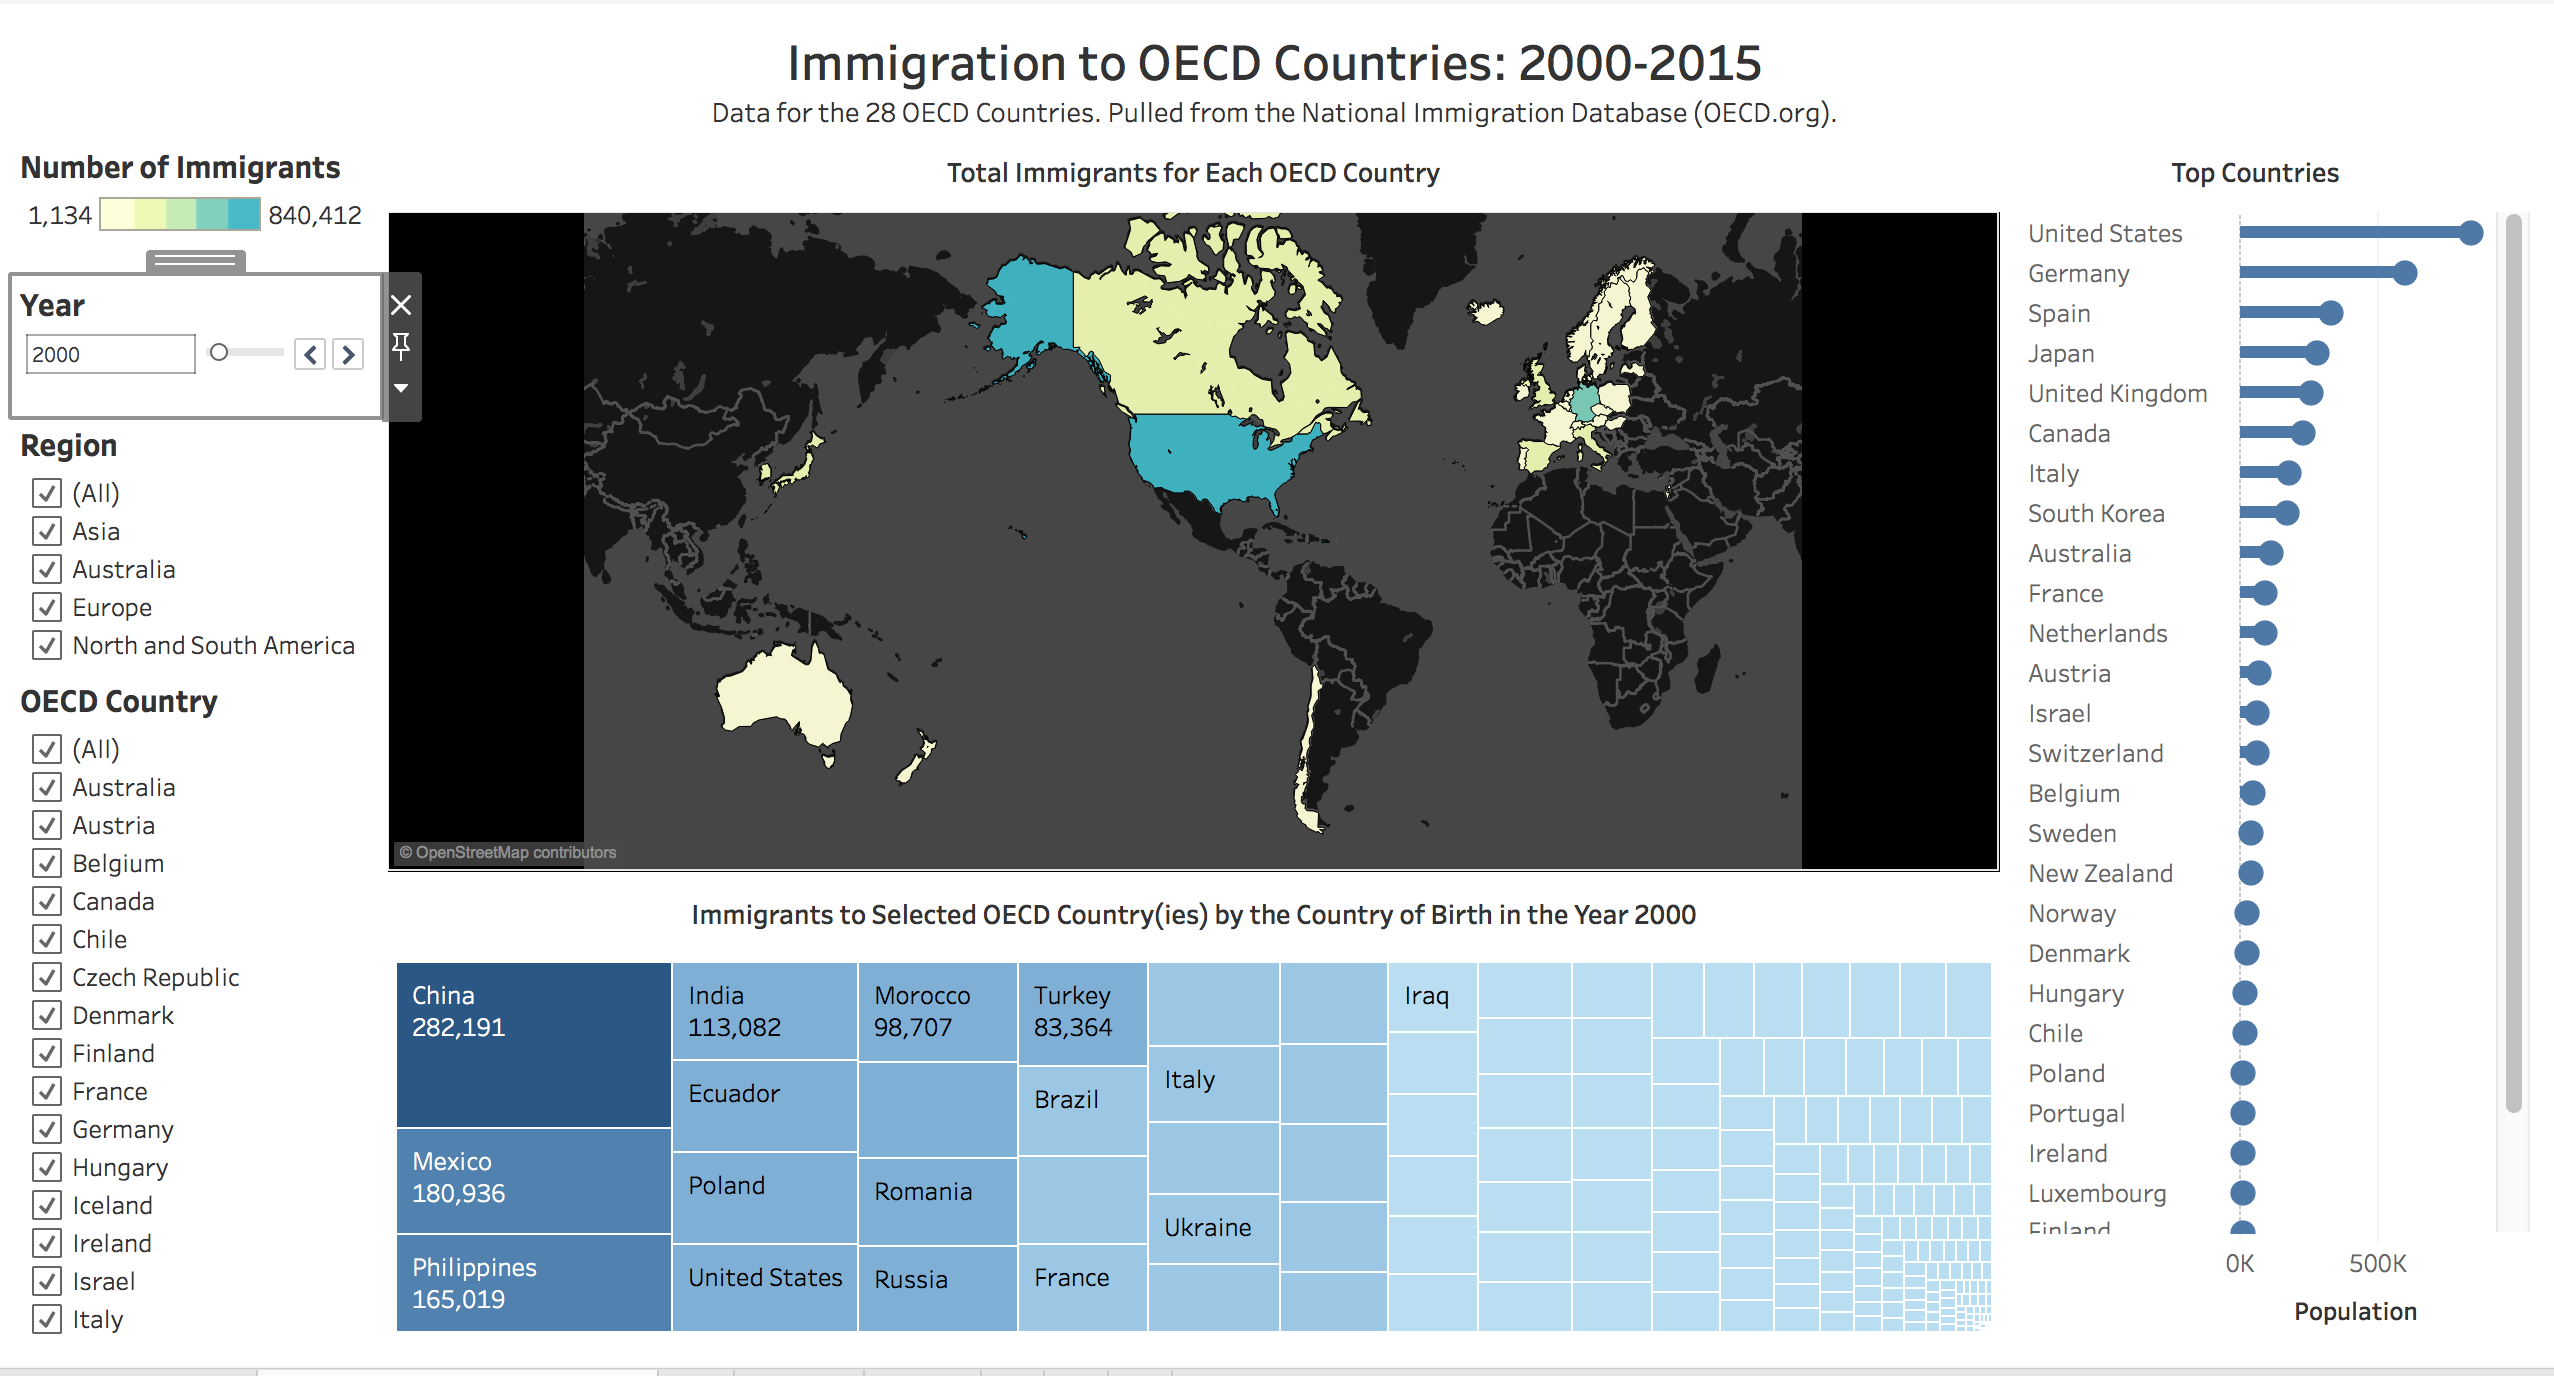 Immigration to OECD Countries: 2000-2015
Data for the 28 OECD Countries. Pulled from the National Immigration Database (OECD.org).
Number of Immigrants
1,134
840,412
Year
2000
Region
(All)
Asia
Australia
Europe
North and South America
OECD Country
(All)
Australia
Austria
Belgium
Canada
Chile
Czech Republic
Denmark
Finland
France
Germany
Hungary
Iceland
Ireland
Israel
Italy
Total Immigrants for Each OECD Country
© OpenStreetMap contributors
Immigrants to Selected OECD Country(ies) by the Country of Birth in the Year 2000
China
282,191
Mexico
180,936
Philippines
165,019
India
113,082
Ecuador
Poland
United States
Morocco
98,707
Romania
Russia
Turkey
83,364
Brazil
France
Italy
Ukraine
Iraq
Top Countries
United States
Germany
Spain
Japan
United Kingdom
Canada
Italy
South Korea
Australia
France
Netherlands
Austria
Israel
Switzerland
Belgium
Sweden
New Zealand
Norway
Denmark
Hungary
Chile
Poland
Portugal
Ireland
Luxembourg
Finland
0K
500K
Population